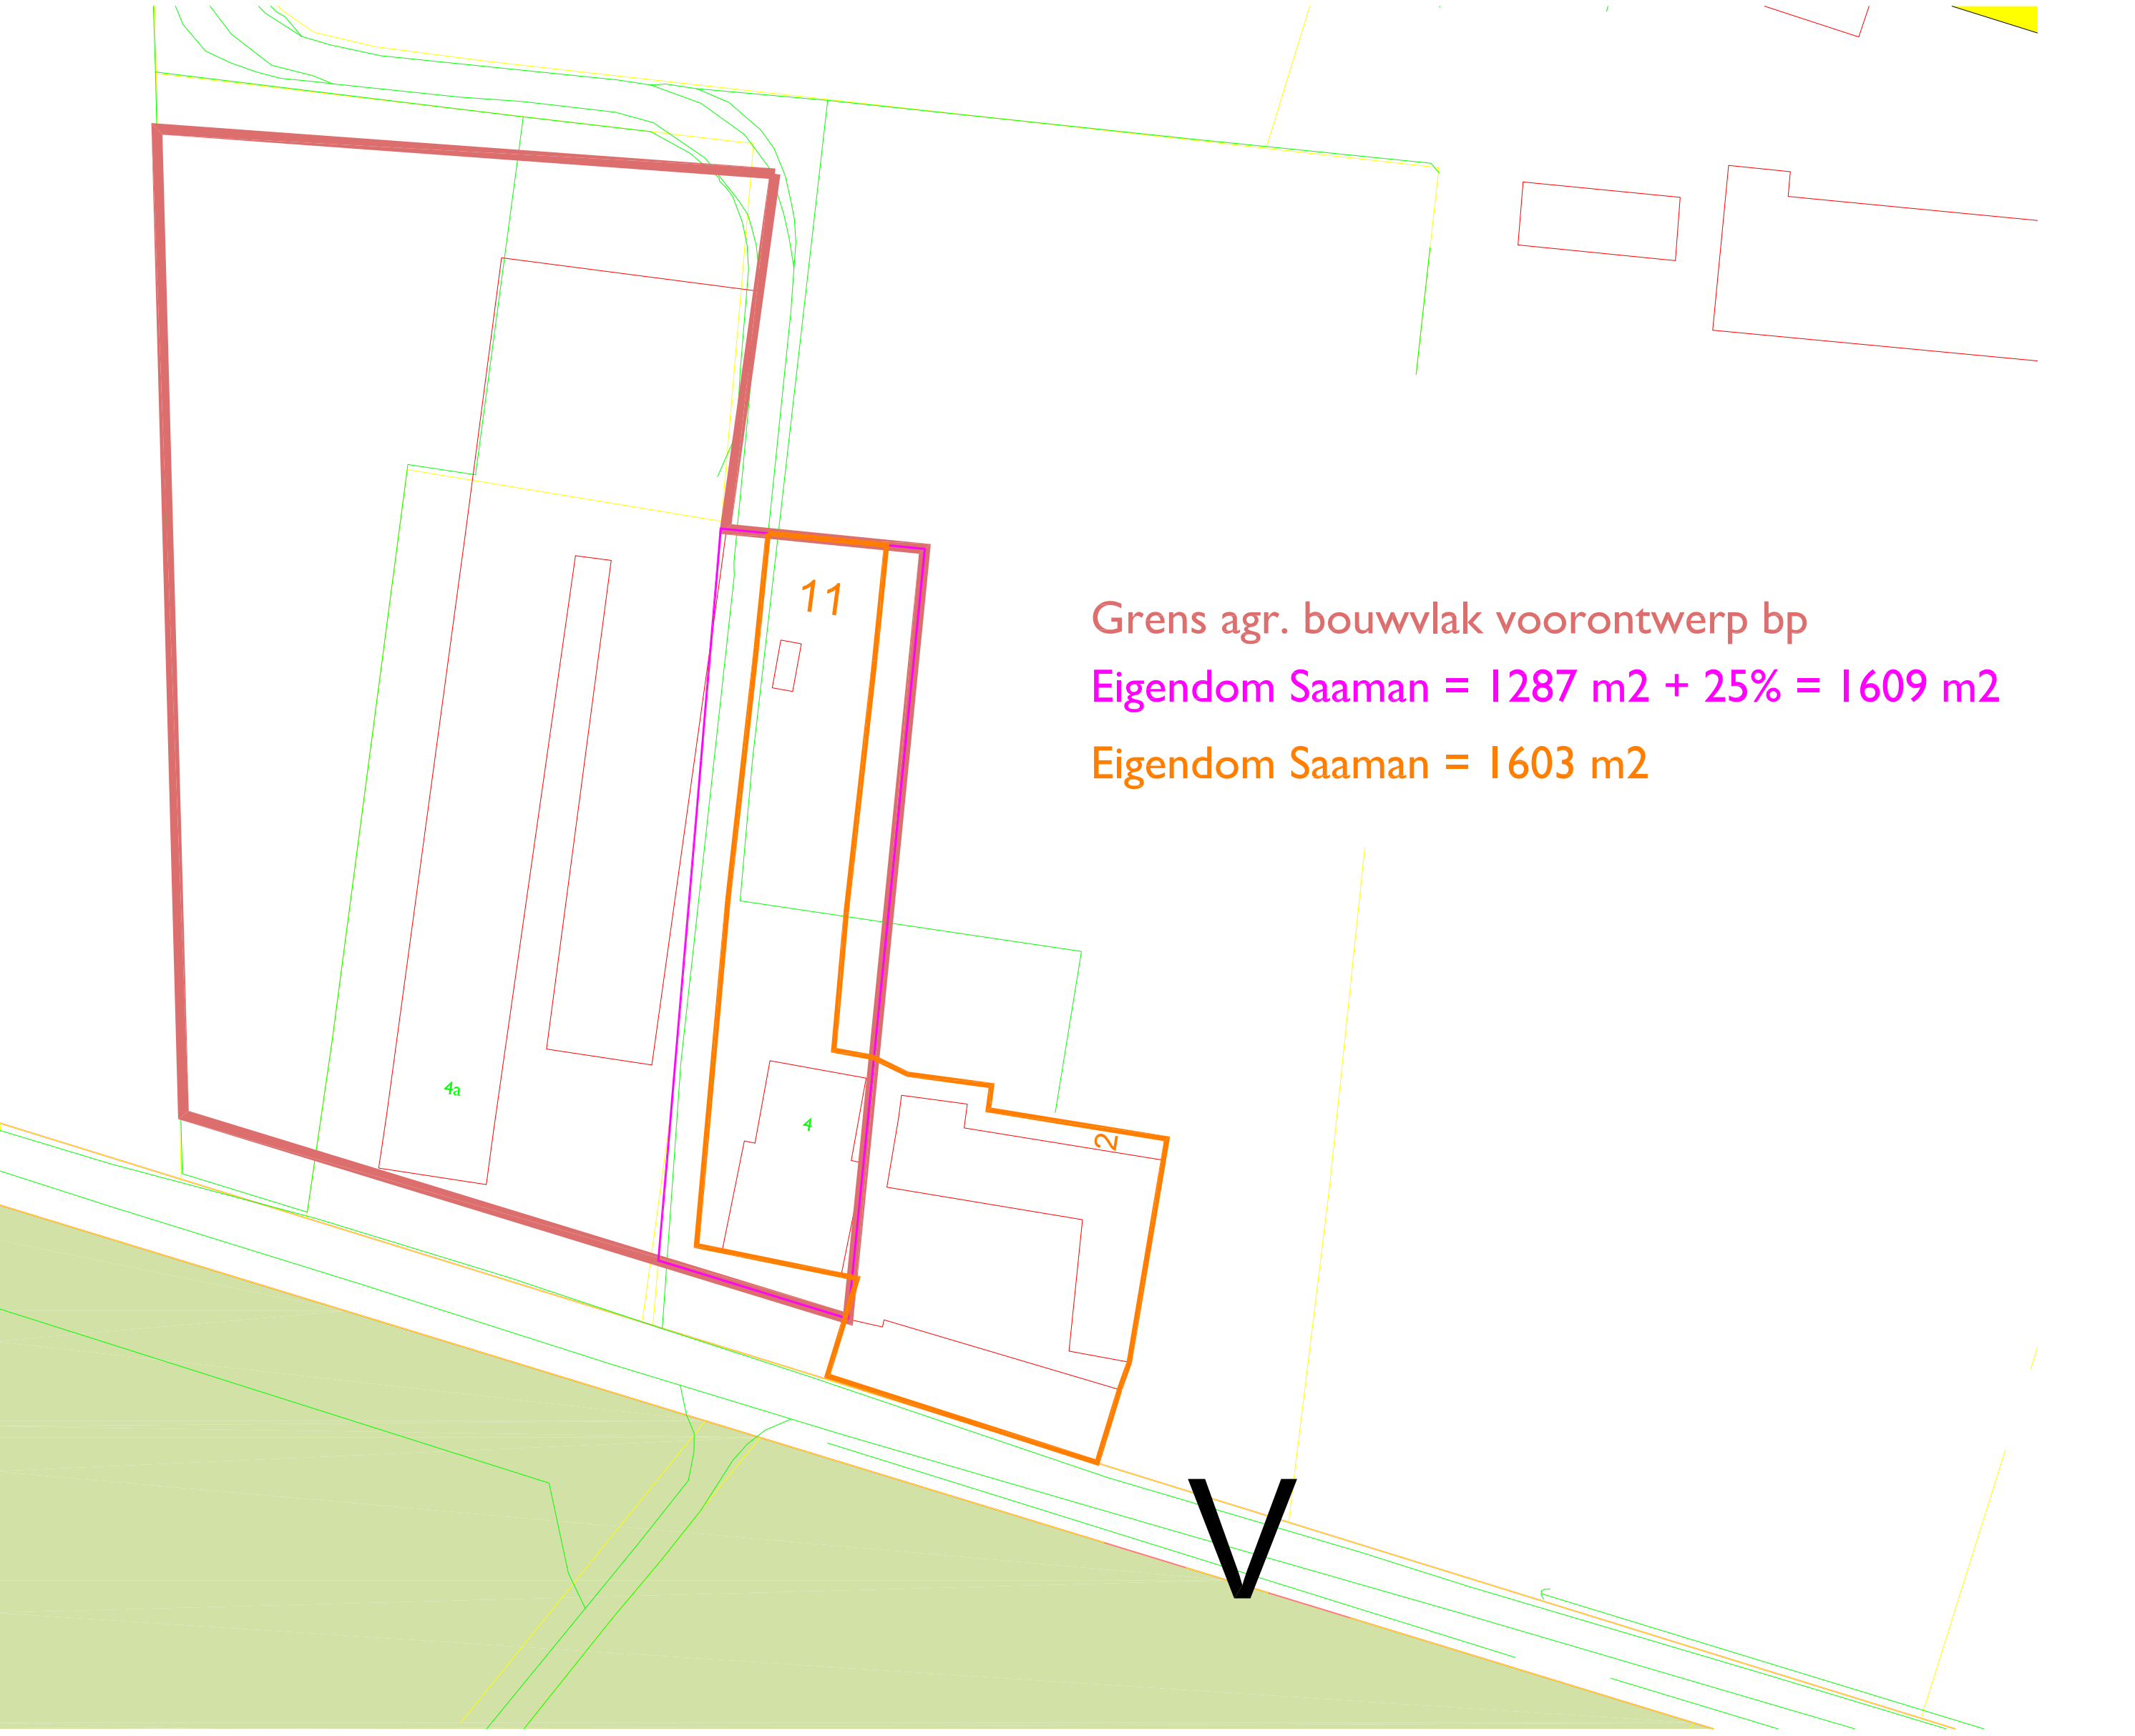 11
Grens agr. bouwvlak voorontwerp bp
Eigendom Saaman = 1287 m2 + 25% = 1609 m2
Eigendom Saaman = 1603 m2
4a
4
2
V